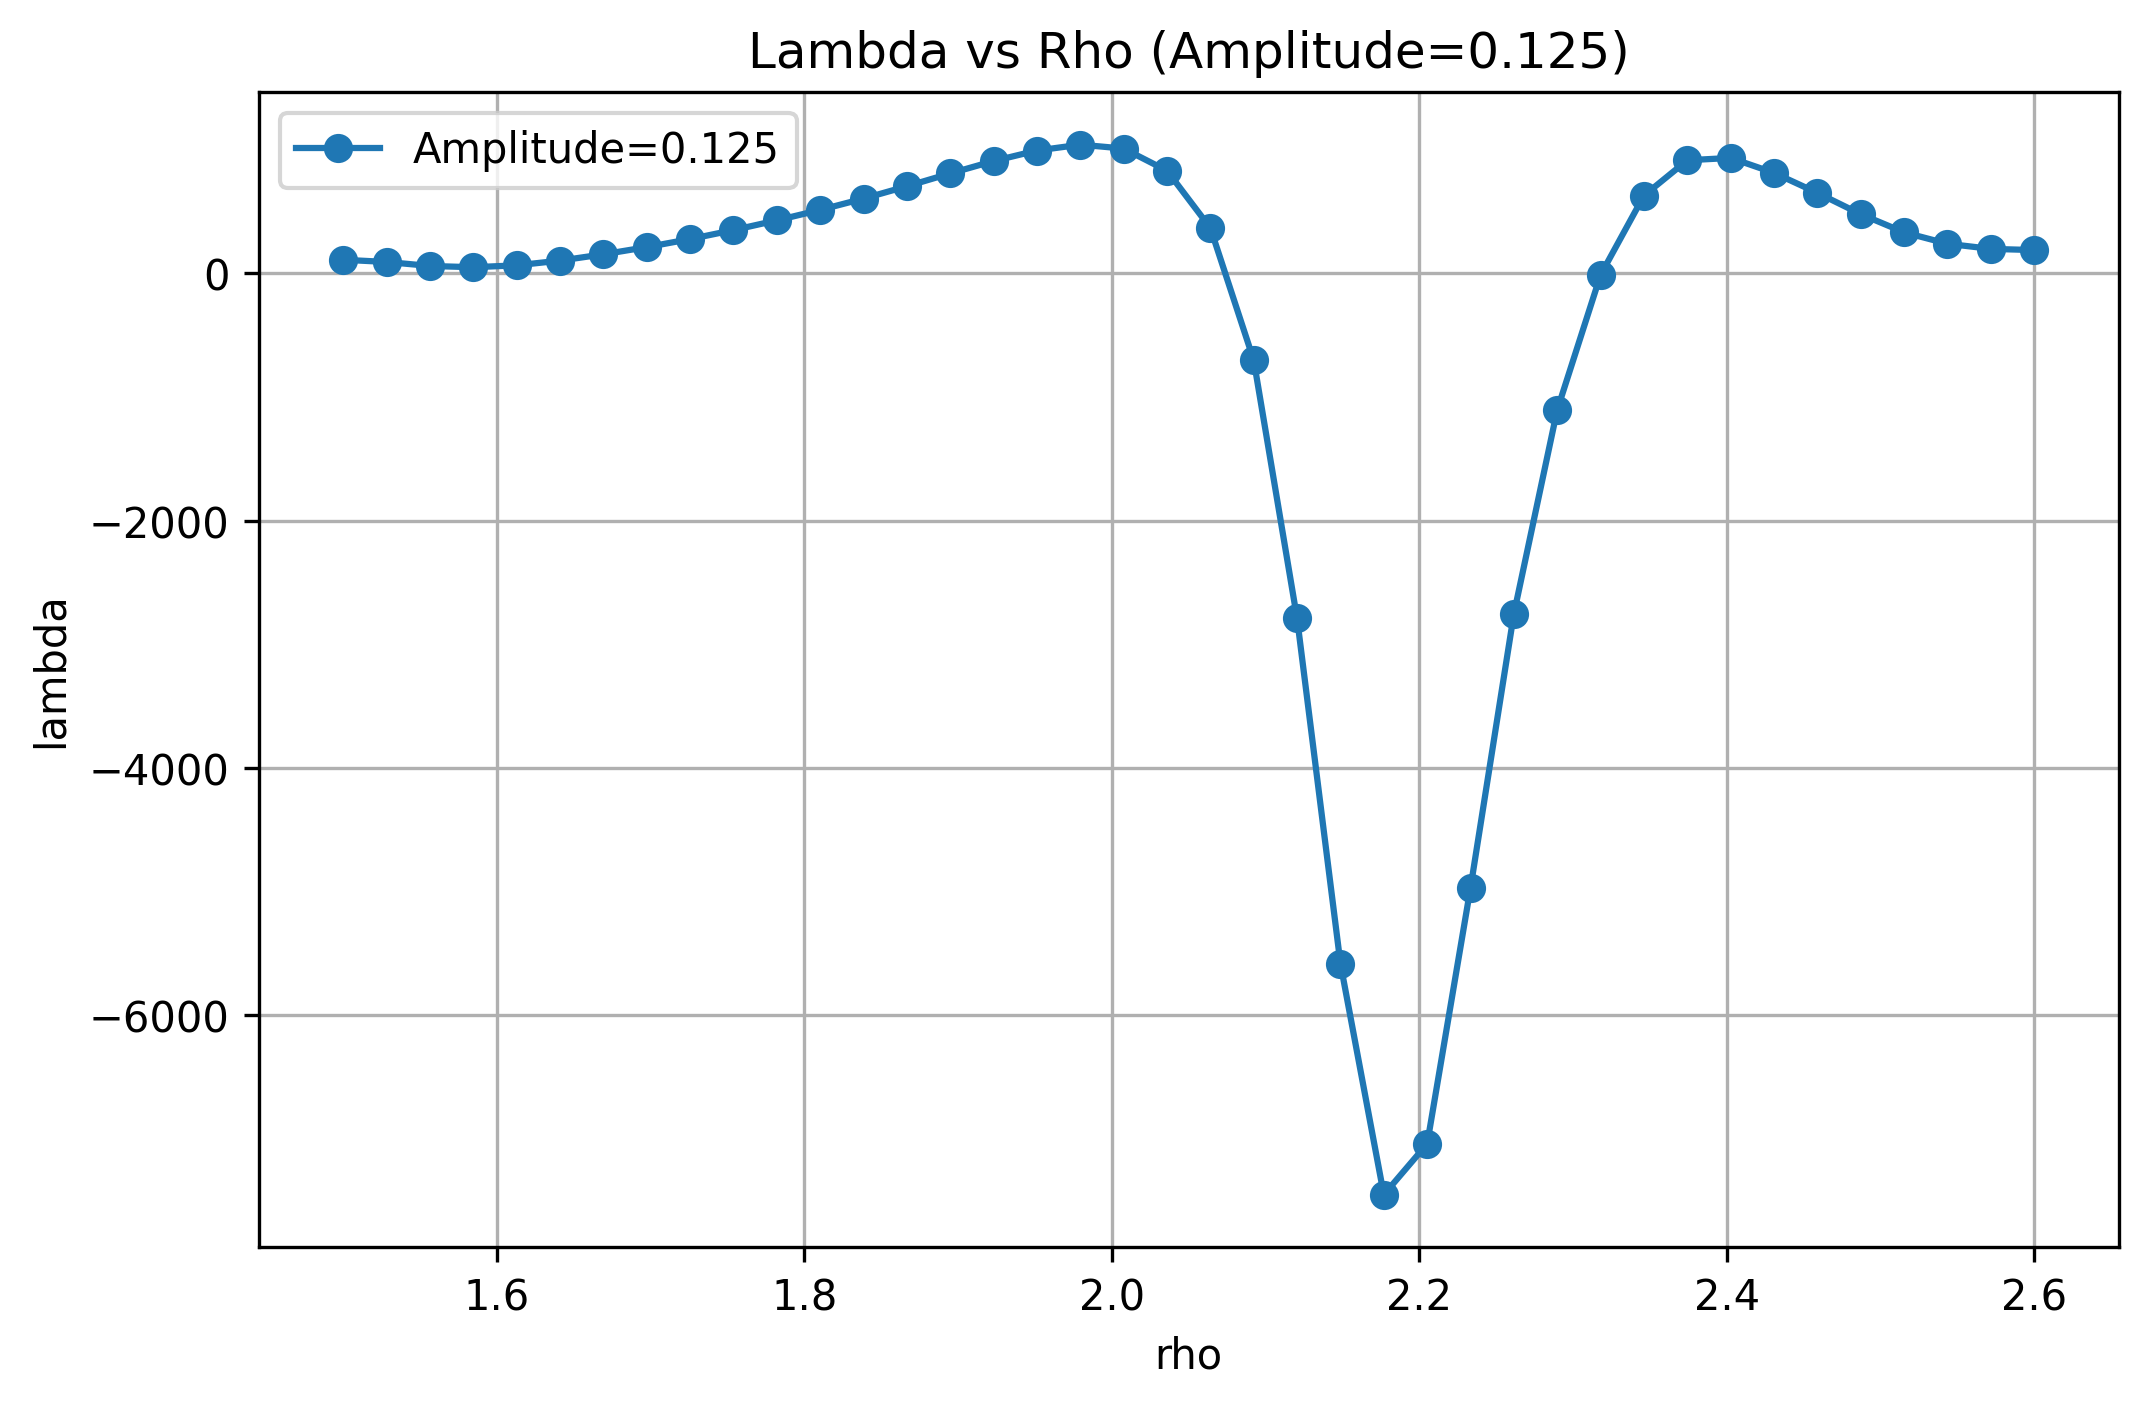 Lambda vs Rho (Amplitude=0.125)
Amplitude=0.125
0
−2000
−4000
−6000
lambda
1.6 1.8 2.0 2.2 2.4 2.6
rho